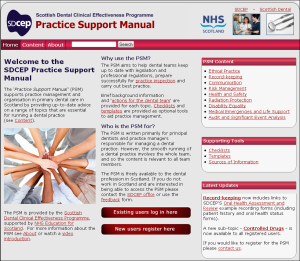 Scottish Dental Clinical Effectiveness Programme
Practice Support Manual
sdcep
SDCEP
Scottish Dental
NHS
SCOTLAND
Home Content About
Search
Welcome to the
SDCEP Practice Support
Manual
The 'Practice Support Manual' (PSM)
supports practice management and
organisation in primary dental care in
Scotland by providing up-to-date advice
on a range of topics that are essential
for running a dental practice
(see Content).
The PSM is provided by the Scottish
Dental Clinical Effectiveness Programme,
supported by NHS Education for
Scotland. For more information about the
PSM see About or watch a video
introduction.
Why use the PSM:
The PSM aims to help dental teams keep
up to date with legislation and
professional regulations, prepare
successfully for practice inspection and
carry out best practice.
Brief background information
and 'actions for the dental team' are
provided for each topic. Checklists and
templates are provided as optional tools
to aid practice management.
Who is the PSM for?
The PSM is written primarily for principal
dentists and practice managers
responsible for managing a dental
practice. However, the smooth running of
a dental practice involves the whole team,
and so the content is relevant to all team
members.
The PSM is freely available to the dental
profession in Scotland. If you do not
work in Scotland and are interested in
being able to access the PSM please
contact the SDCEP office or use the
Feedback form.
Existing users log in here
New users register here
PSM Content
Ethical Practice
Record keeping
Communication
Risk Management
Health and Safety
Radiation Protection
Disability Equality
Medical Emergencies and Life Support
Audit and Significant Event Analysis
Supporting Tools
Checklists
Templates
Sources of Information
Latest Updates
Record keeping now includes links to
SDCEP'S Oral Health Assessment and
Review example recording forms (including
patient history and oral health status
forms).
A new sub-topic - Controlled Drugs - is
now available to all registered users.
If you would like to register for the PSM
please contact us.